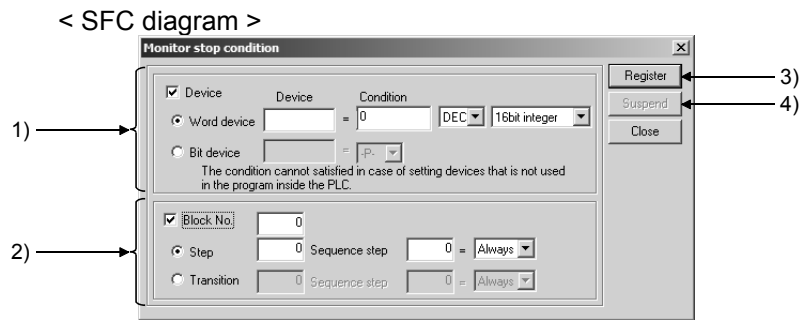 < SFC diagram >
Monitor stop condition
Device Device Condition
Word device = 0 DEC 16bit integer
Bit device = -P-
The condition cannot satisfied in case of setting devices that is not used
in the program inside the PLC.
Block No. 0
Step 0 Sequence step 0 = Always
Transition 0 Sequence step 0 = Always
Register
Suspend
Close
1)
2)
3)
4)